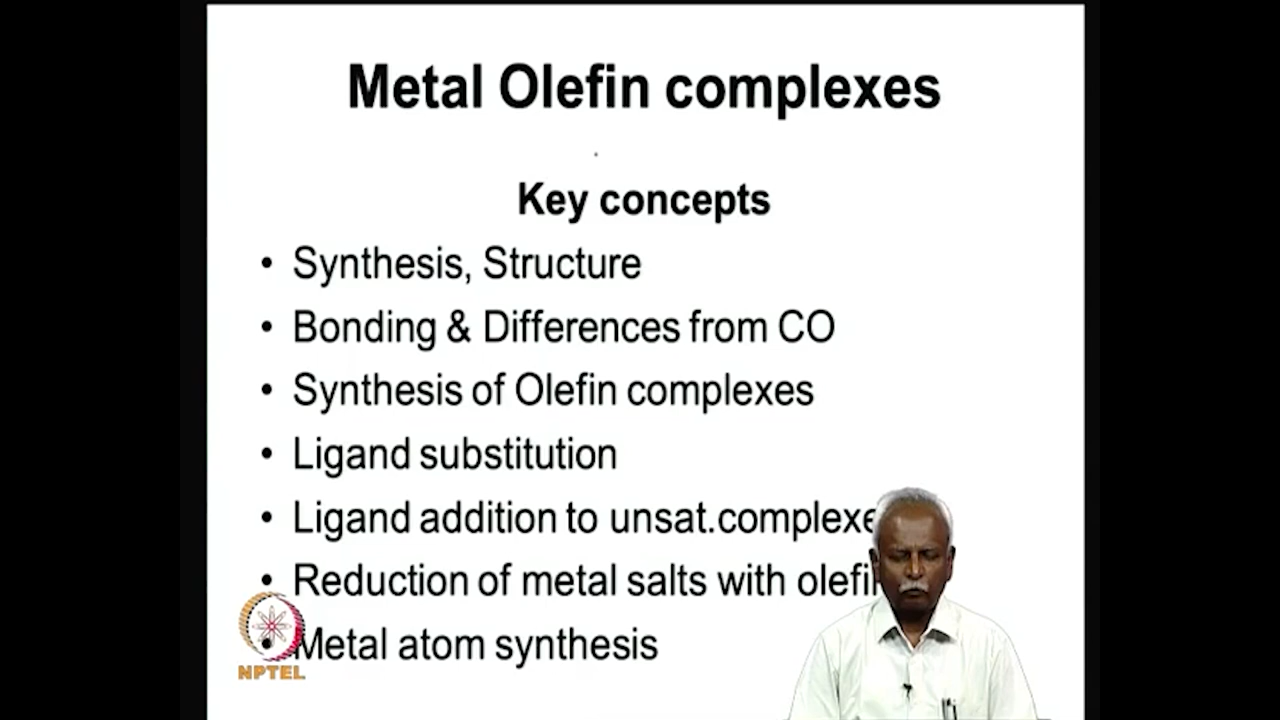 Metal Olefin complexes
Key concepts
• Synthesis, Structure
• Bonding & Differences from CO
• Synthesis of Olefin complexes
• Ligand substitution
• Ligand addition to unsat.complexe
• Reduction of metal salts with olefi
• Metal atom synthesis
NPTEL